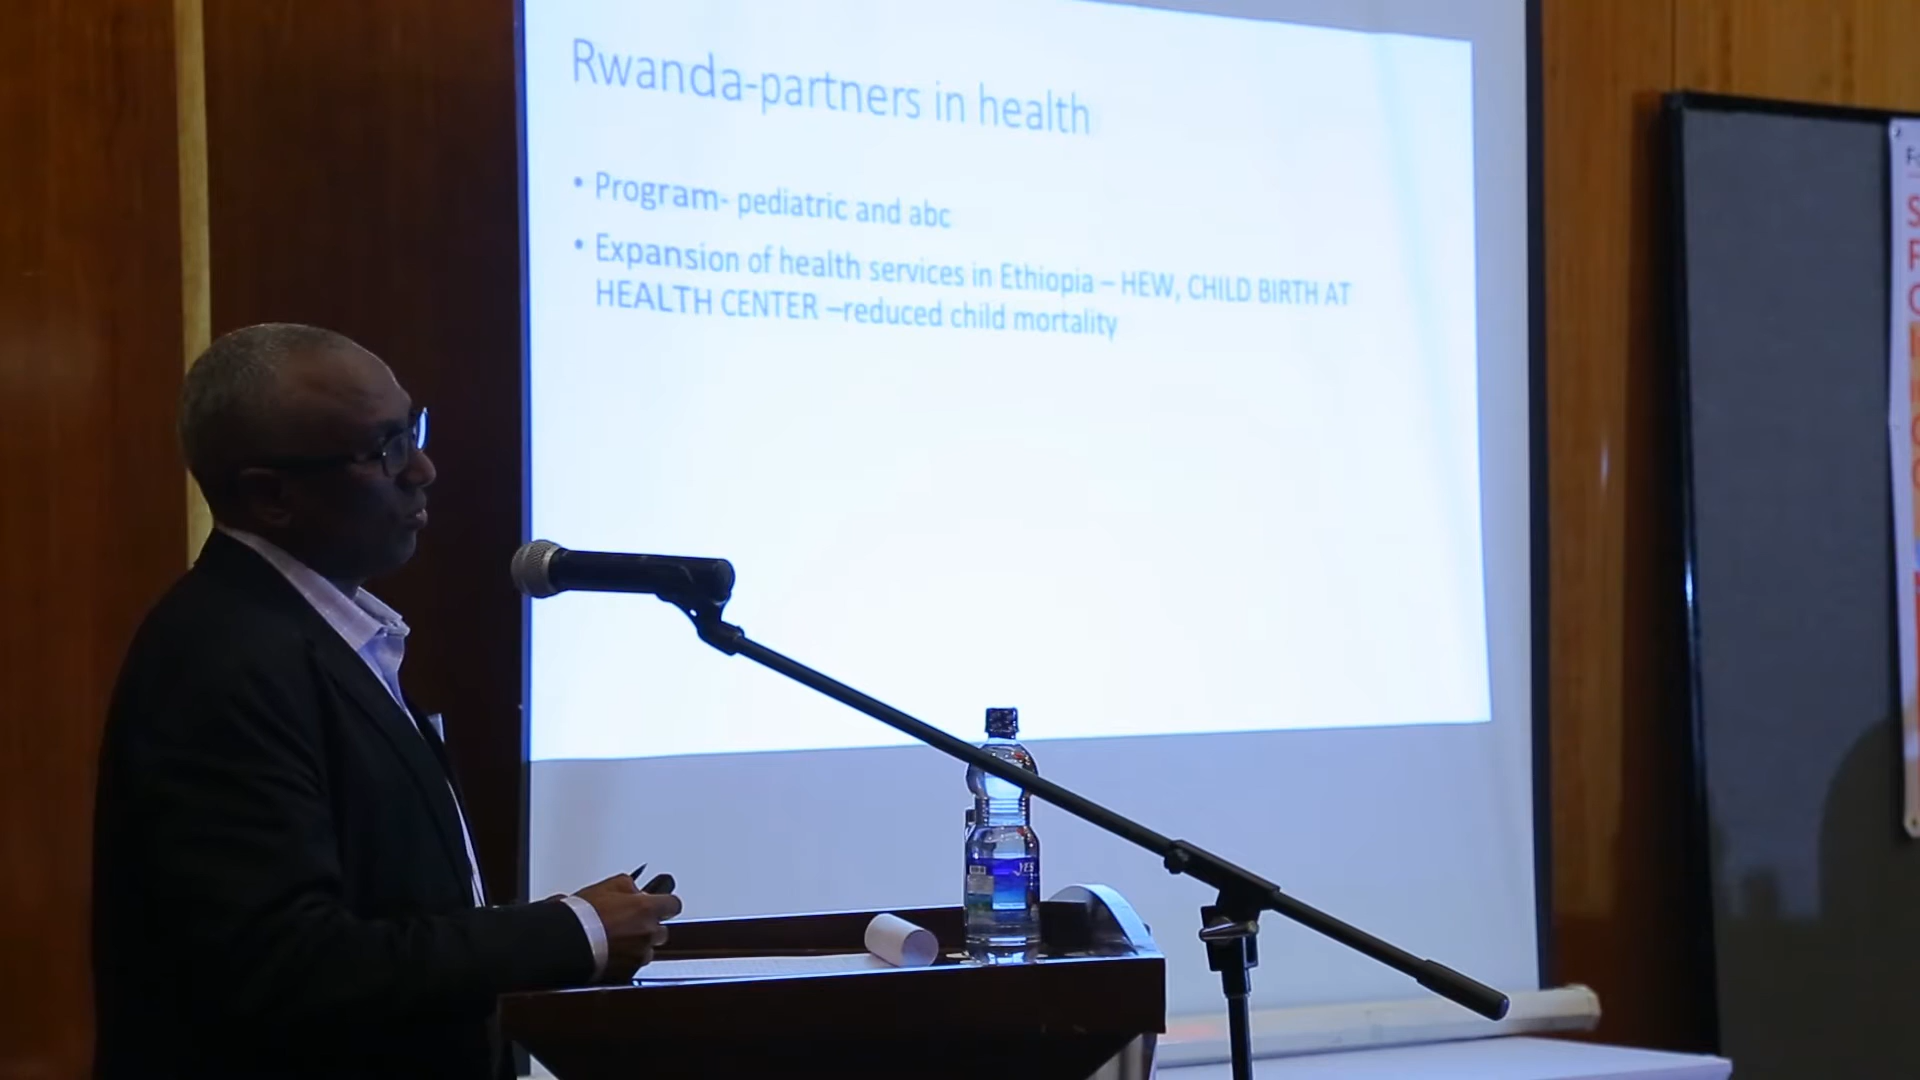 Rwanda-partners in health
• Program- pediatric and abc
• Expansion of health services in Ethiopia – HEW, CHILD BIRTH AT
HEALTH CENTER –reduced child mortality
YES